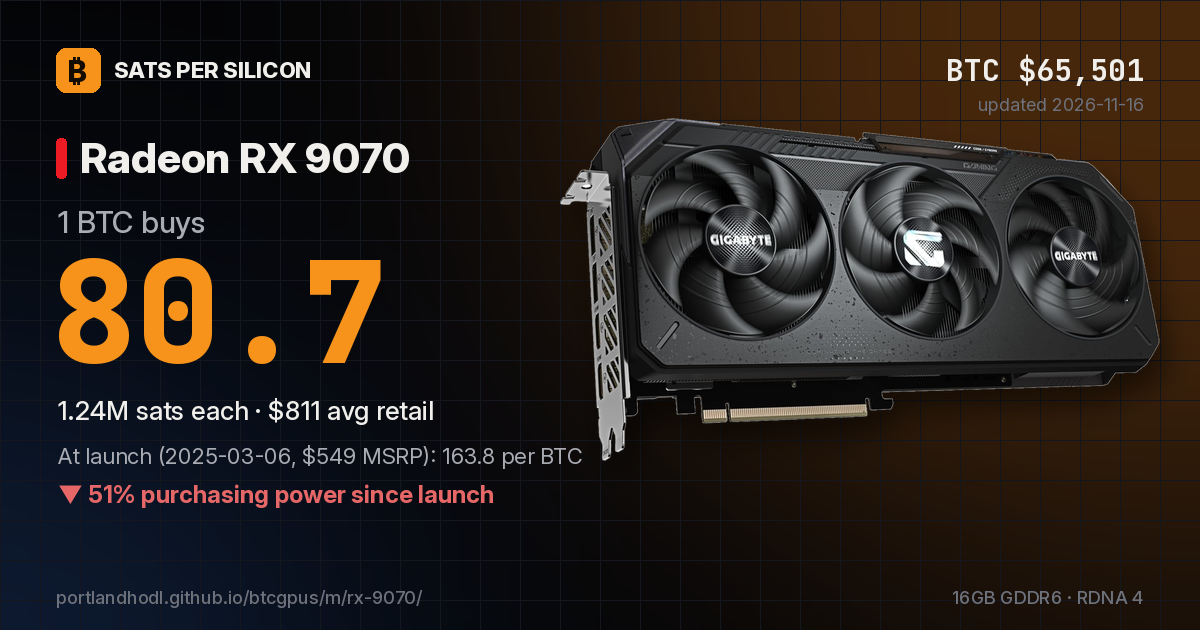 SATS PER SILICON
BTC $65,501
updated 2026-11-16
Radeon RX 9070
1 BTC buys
80.7
1.24M sats each · $811 avg retail
At launch (2025-03-06, $549 MSRP): 163.8 per BTC
▼ 51% purchasing power since launch
GIGABYTE
GIGABYTE
GAMING
portlandhodl.github.io/btcgpus/m/rx-9070/
16GB GDDR6 · RDNA 4